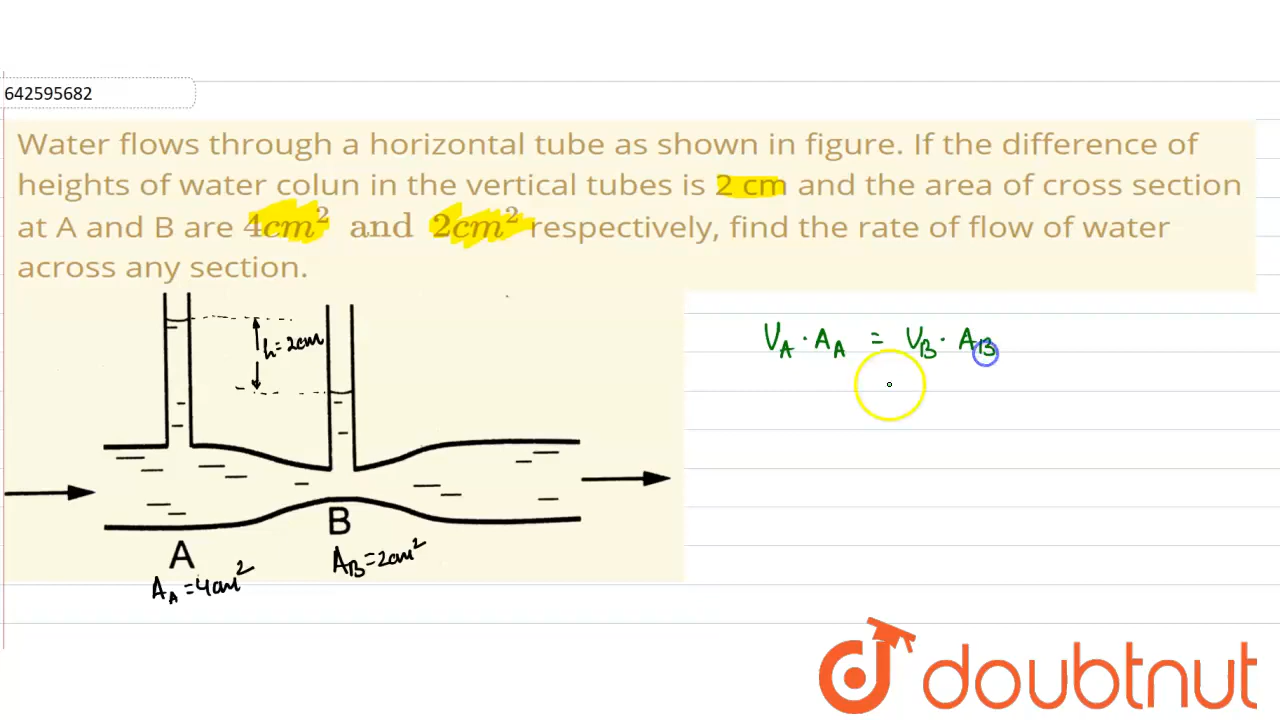 642595682
Water flows through a horizontal tube as shown in figure. If the difference of
heights of water colun in the vertical tubes is 2 cm and the area of cross section
at A and B are 4cm² and 2cm² respectively, find the rate of flow of water
across any section.
h=2cm
V_A · A_A = V_B · A_B
B
A
A_B=2cm²
A_A=4cm²
doubtnut